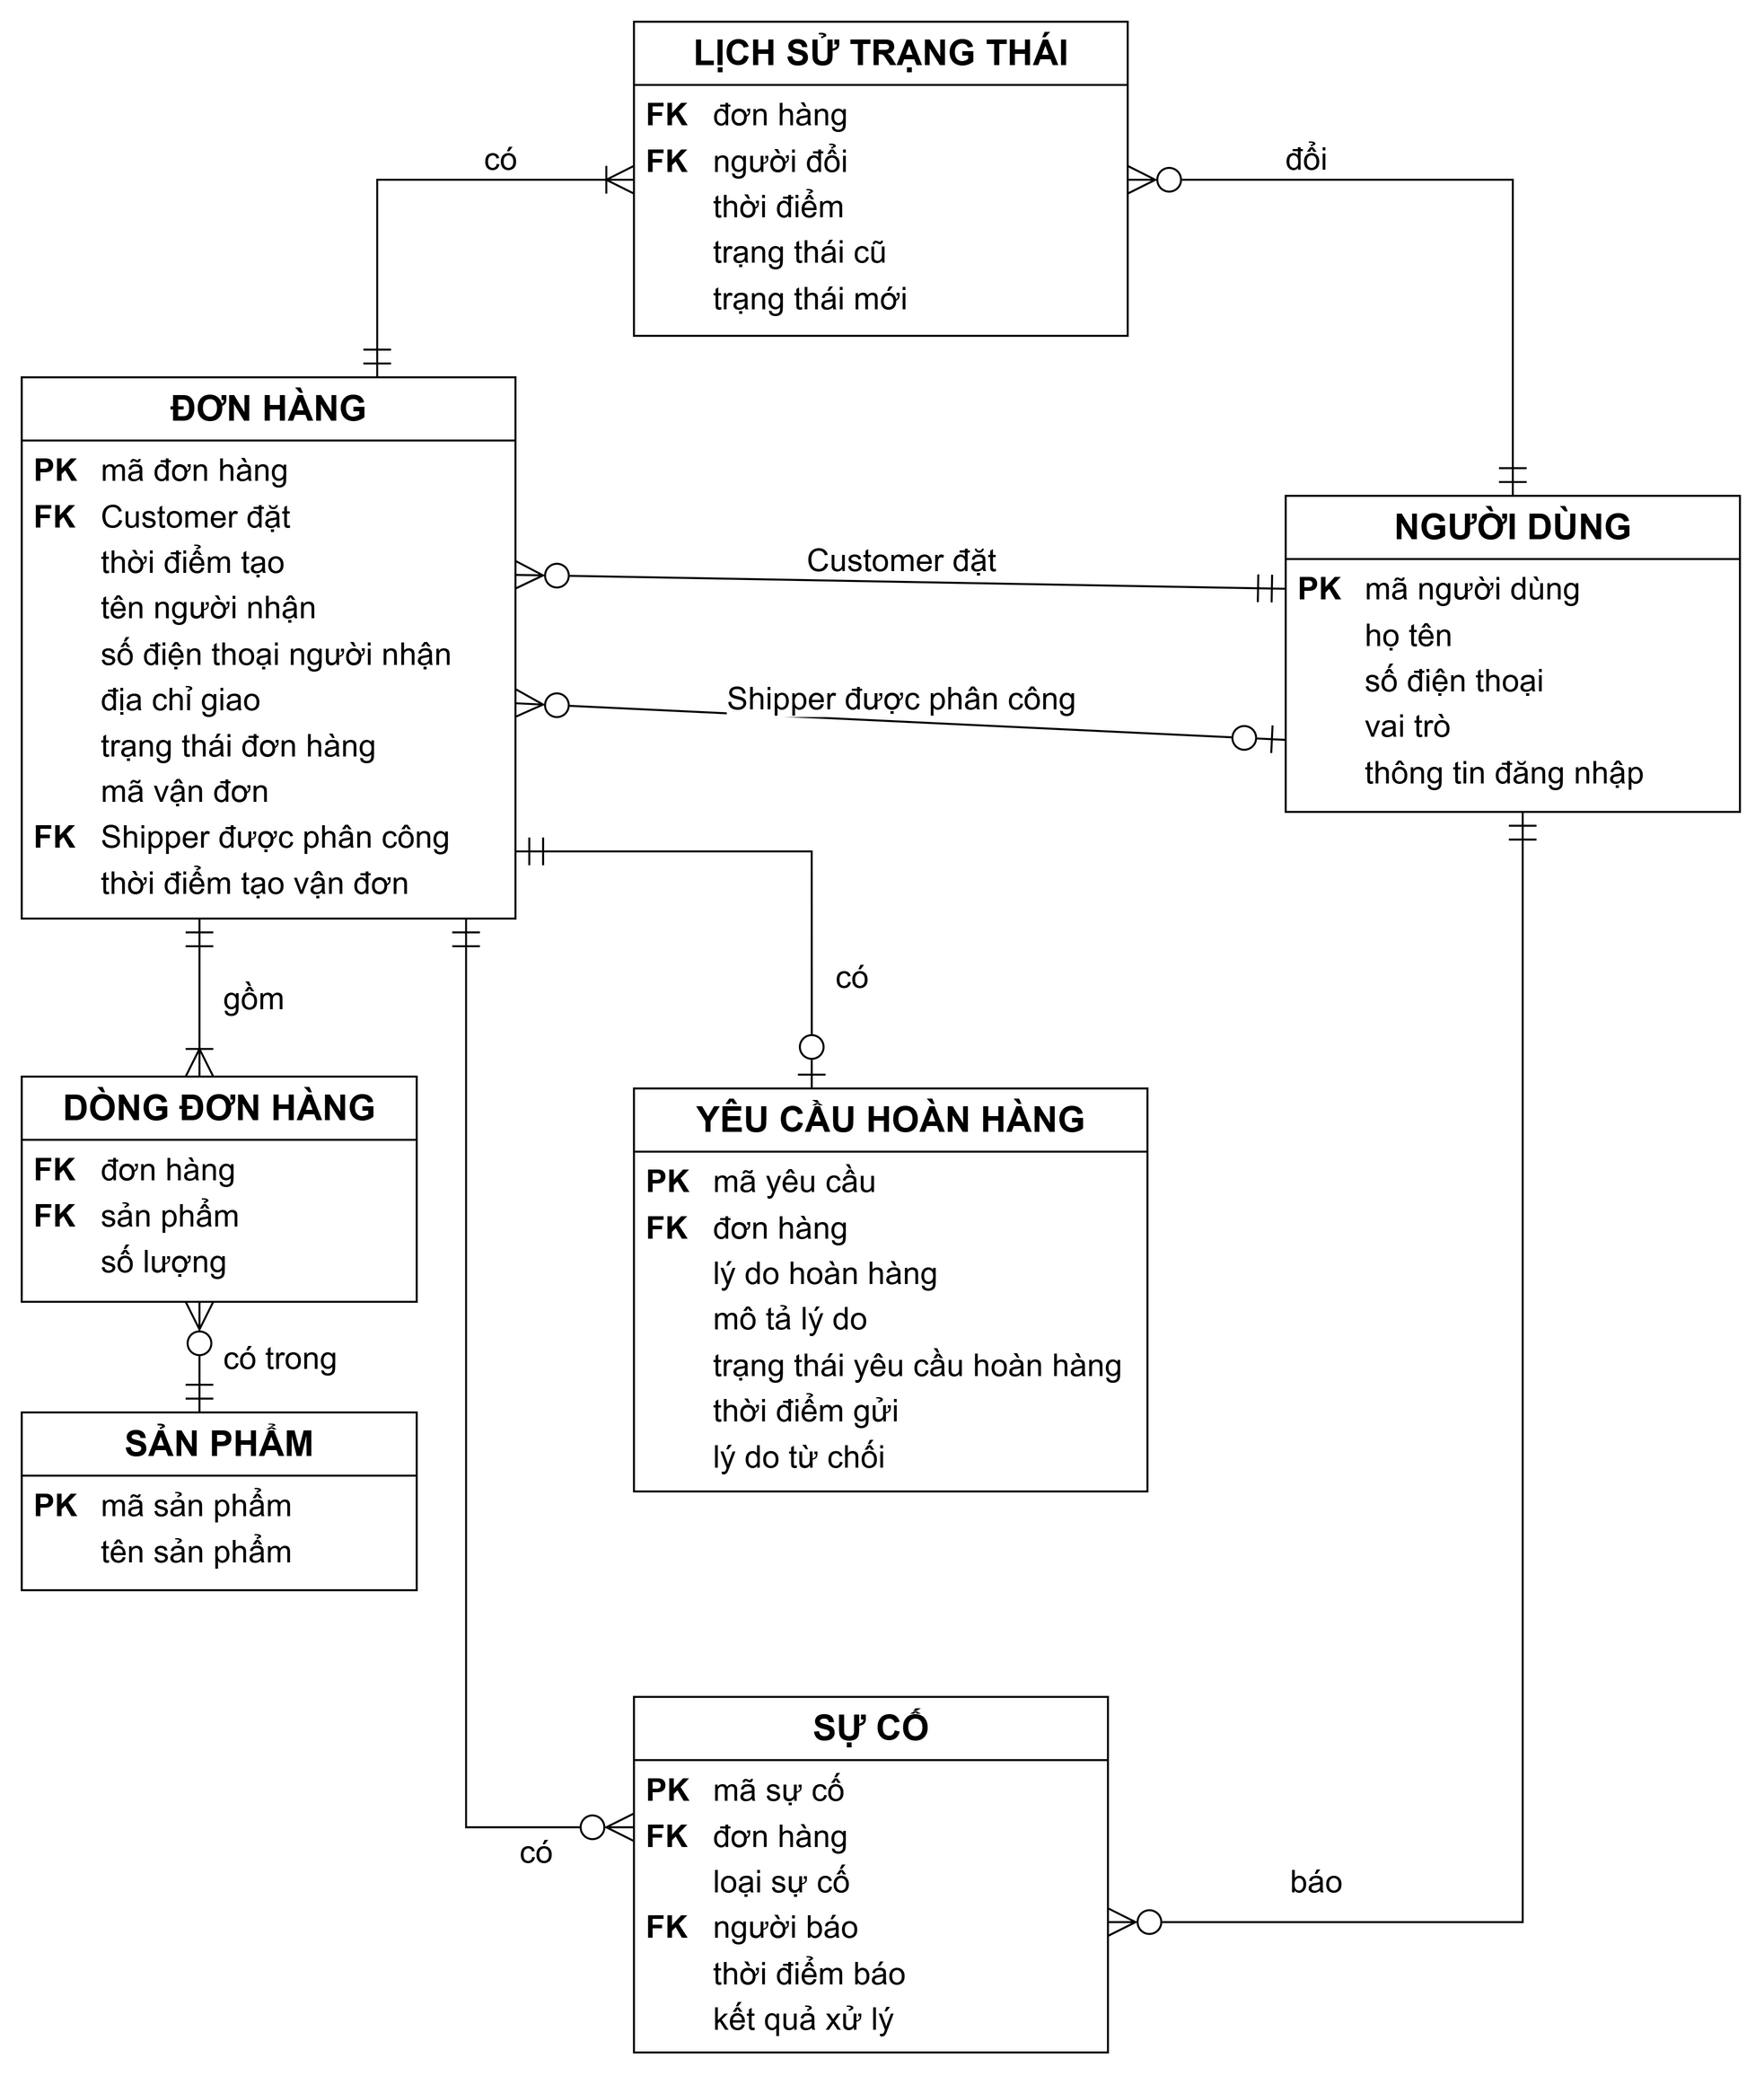 LỊCH SỬ TRẠNG THÁI
FK đơn hàng
FK người đổi
thời điểm
trạng thái cũ
trạng thái mới
có
đổi
ĐƠN HÀNG
PK mã đơn hàng
FK Customer đặt
thời điểm tạo
tên người nhận
số điện thoại người nhận
địa chỉ giao
trạng thái đơn hàng
mã vận đơn
FK Shipper được phân công
thời điểm tạo vận đơn
Customer đặt
Shipper được phân công
NGƯỜI DÙNG
PK mã người dùng
họ tên
số điện thoại
vai trò
thông tin đăng nhập
gồm
có
DÒNG ĐƠN HÀNG
FK đơn hàng
FK sản phẩm
số lượng
có trong
SẢN PHẨM
PK mã sản phẩm
tên sản phẩm
YÊU CẦU HOÀN HÀNG
PK mã yêu cầu
FK đơn hàng
lý do hoàn hàng
mô tả lý do
trạng thái yêu cầu hoàn hàng
thời điểm gửi
lý do từ chối
SỰ CỐ
PK mã sự cố
FK đơn hàng
loại sự cố
FK người báo
thời điểm báo
kết quả xử lý
có
báo